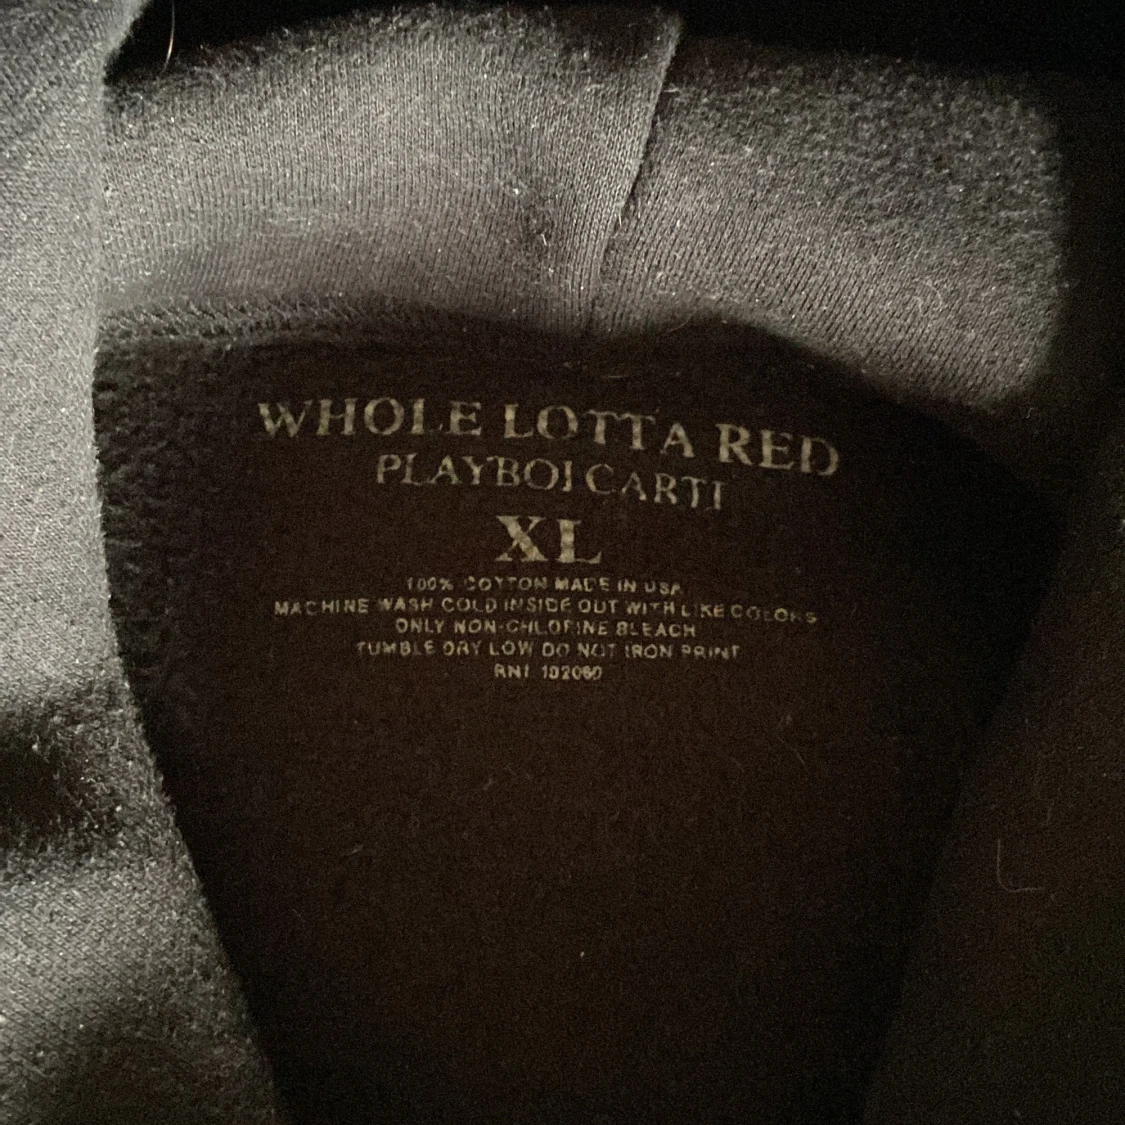 WHOLE LOTTA RED
PLAYBOI CARTI
XL
100% COTTON MADE IN USA
MACHINE WASH COLD INSIDE OUT WITH LIKE COLORS
ONLY NON-CHLORINE BLEACH
TUMBLE DRY LOW DO NOT IRON PRINT